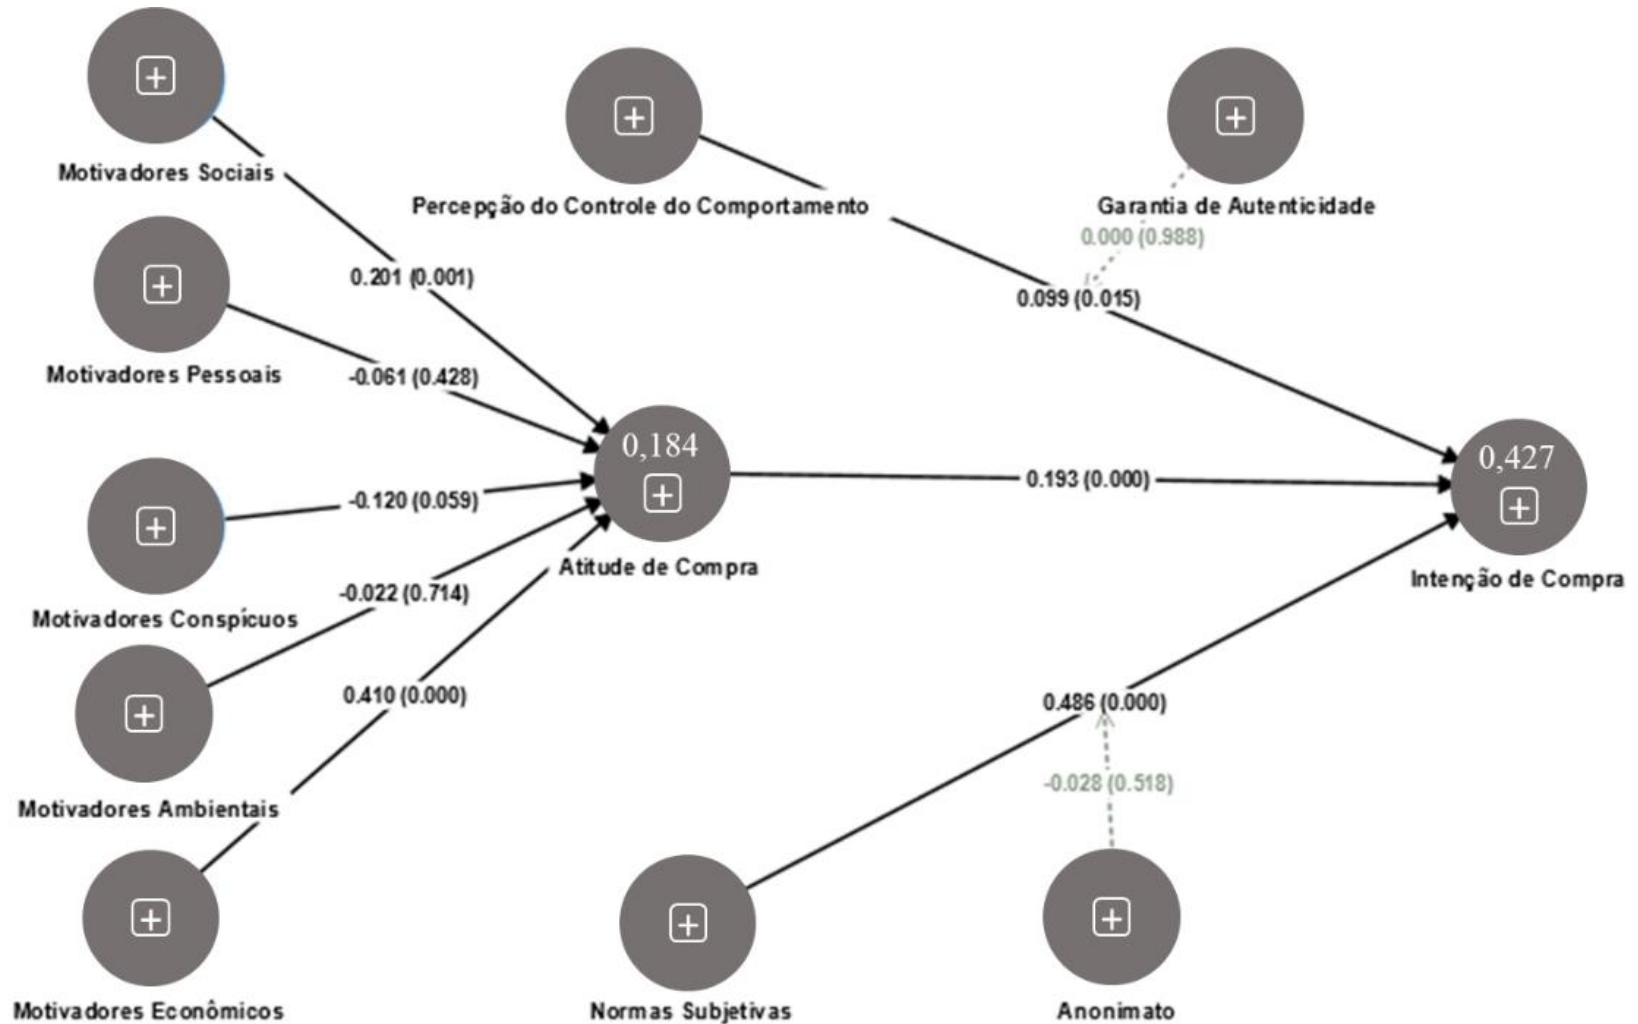 Motivadores Sociais
Percepção do Controle do Comportamento
Garantia de Autenticidade
0.000 (0.988)
0.201 (0.001)
0.099 (0.015)
Motivadores Pessoais
-0.061 (0.428)
0,184
0,427
-0.120 (0.059)
0.193 (0.000)
Atitude de Compra
Intenção de Compra
Motivadores Conspícuos
-0.022 (0.714)
0.410 (0.000)
0.486 (0.000)
Motivadores Ambientais
-0.028 (0.518)
Motivadores Econômicos
Normas Subjetivas
Anonimato